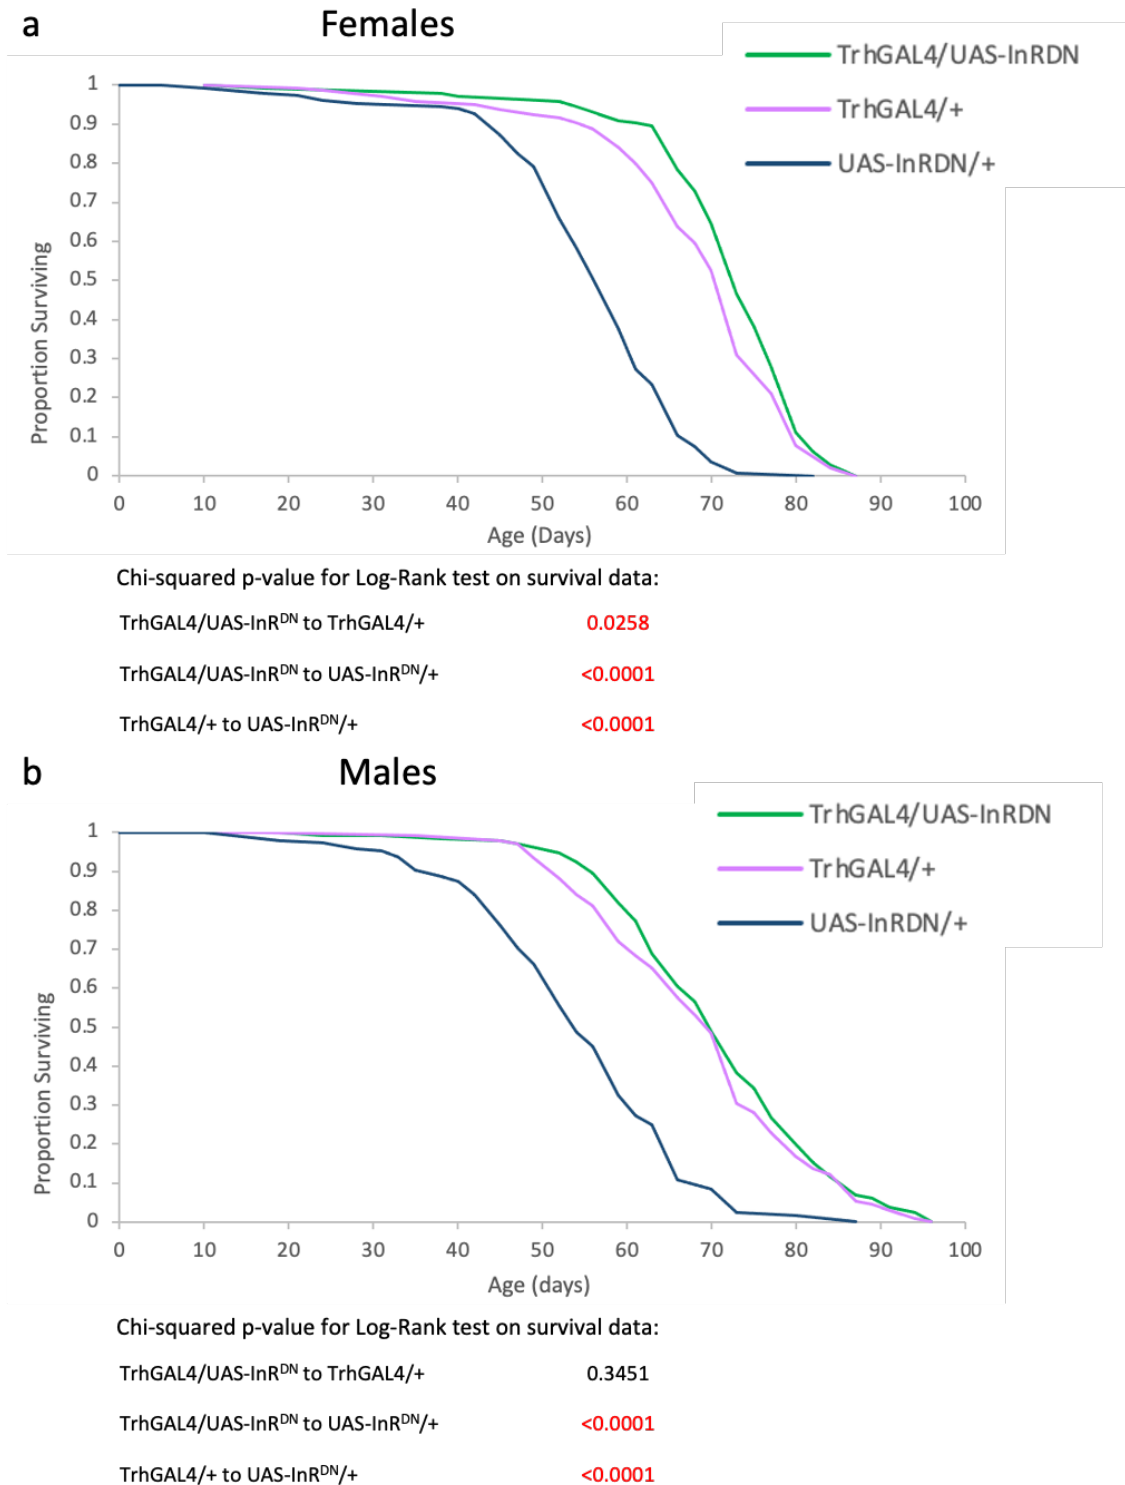 a Females
TrhGAL4/UAS-InRDN
TrhGAL4/+
UAS-InRDN/+
Proportion Surviving
1
0.9
0.8
0.7
0.6
0.5
0.4
0.3
0.2
0.1
0
0 10 20 30 40 50 60 70 80 90 100
Age (Days)
Chi-squared p-value for Log-Rank test on survival data:
TrhGAL4/UAS-InRDN to TrhGAL4/+ 0.0258
TrhGAL4/UAS-InRDN to UAS-InRDN/+ <0.0001
TrhGAL4/+ to UAS-InRDN/+ <0.0001
b Males
TrhGAL4/UAS-InRDN
TrhGAL4/+
UAS-InRDN/+
Proportion Surviving
1
0.9
0.8
0.7
0.6
0.5
0.4
0.3
0.2
0.1
0
0 10 20 30 40 50 60 70 80 90 100
Age (days)
Chi-squared p-value for Log-Rank test on survival data:
TrhGAL4/UAS-InRDN to TrhGAL4/+ 0.3451
TrhGAL4/UAS-InRDN to UAS-InRDN/+ <0.0001
TrhGAL4/+ to UAS-InRDN/+ <0.0001